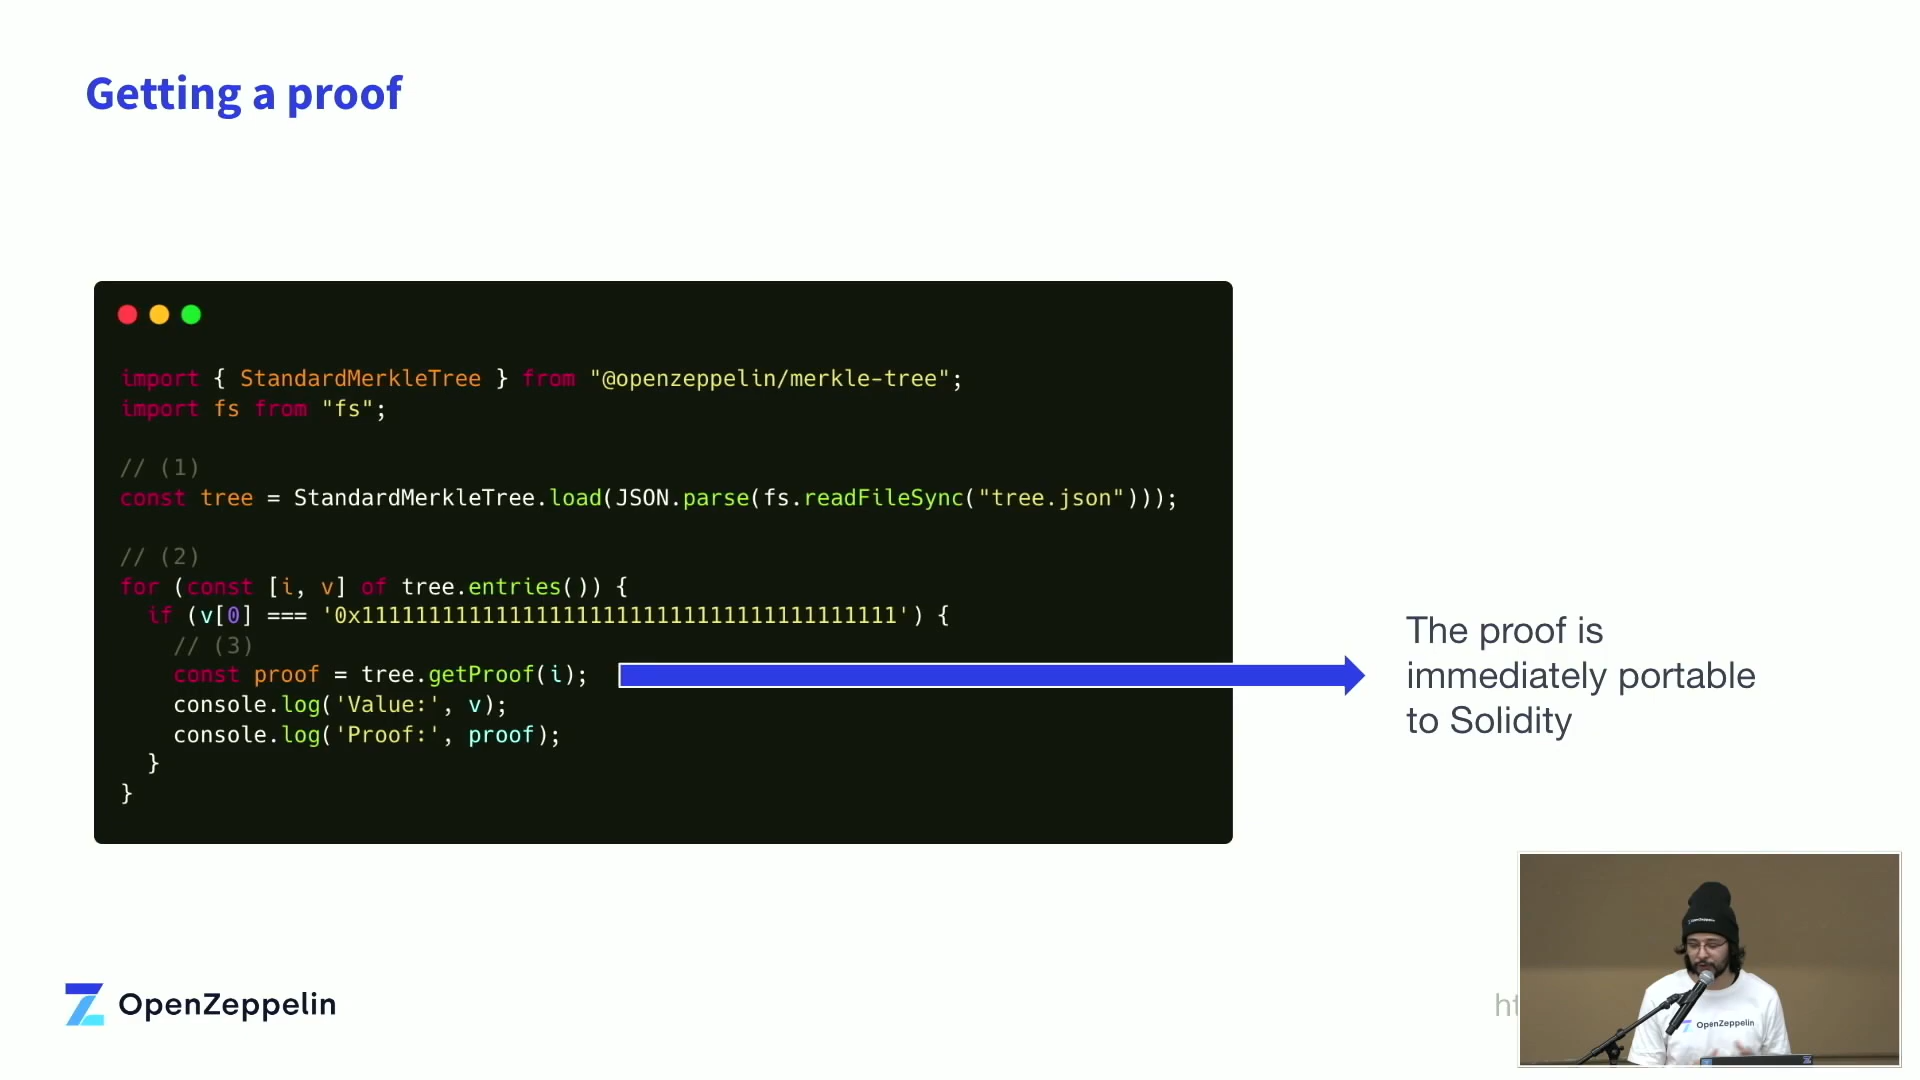 Getting a proof
import { StandardMerkleTree } from "@openzeppelin/merkle-tree";
import fs from "fs";
// (1)
const tree = StandardMerkleTree.load(JSON.parse(fs.readFileSync("tree.json")));
// (2)
for (const [i, v] of tree.entries()) {
if (v[0] === '0x1111111111111111111111111111111111111111') {
// (3)
const proof = tree.getProof(i);
console.log('Value:', v);
console.log('Proof:', proof);
}
}
The proof is
immediately portable
to Solidity
OpenZeppelin
OpenZeppelin
OpenZeppelin